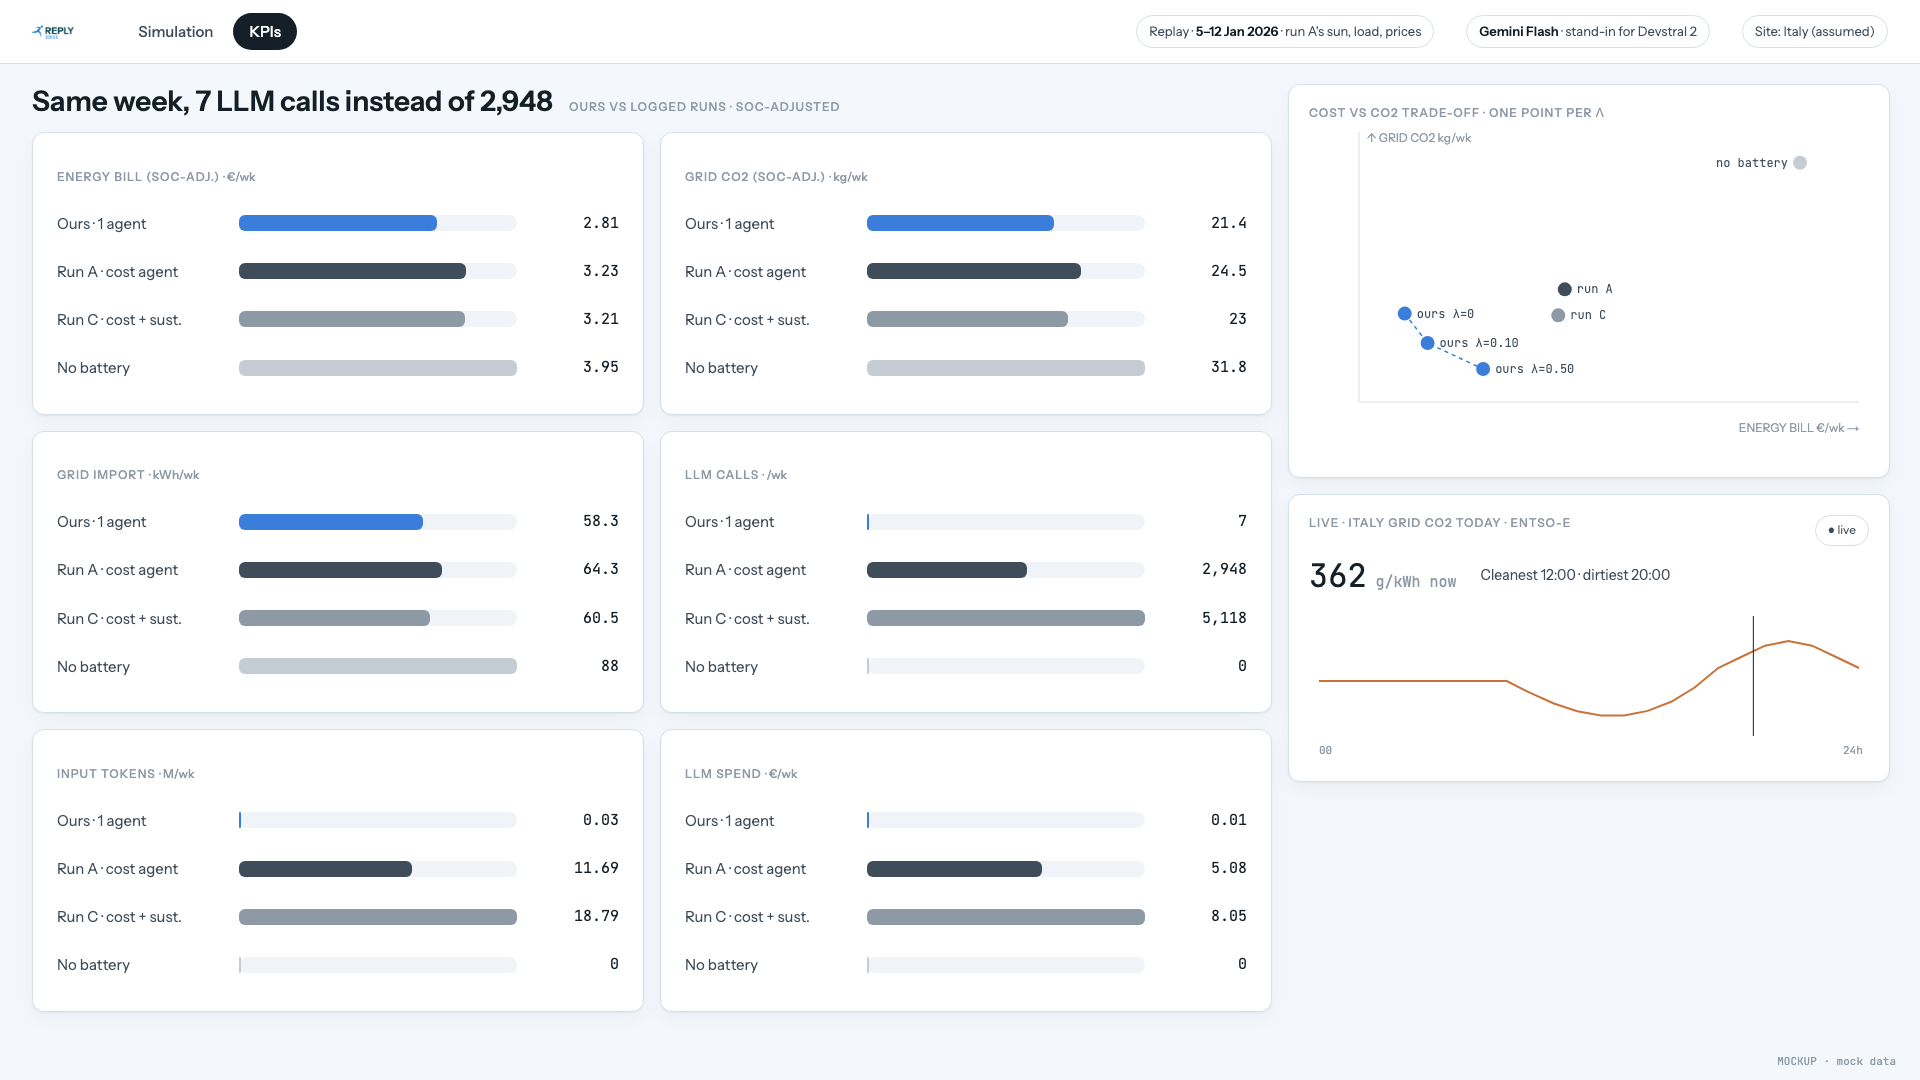 REPLY
Simulation
KPIs
Replay · 5–12 Jan 2026 · run A's sun, load, prices
Gemini Flash · stand-in for Devstral 2
Site: Italy (assumed)
Same week, 7 LLM calls instead of 2,948
OURS VS LOGGED RUNS · SOC-ADJUSTED
ENERGY BILL (SOC-ADJ.) · €/wk
Ours · 1 agent 2.81
Run A · cost agent 3.23
Run C · cost + sust. 3.21
No battery 3.95
GRID CO2 (SOC-ADJ.) · kg/wk
Ours · 1 agent 21.4
Run A · cost agent 24.5
Run C · cost + sust. 23
No battery 31.8
GRID IMPORT · kWh/wk
Ours · 1 agent 58.3
Run A · cost agent 64.3
Run C · cost + sust. 60.5
No battery 88
LLM CALLS · /wk
Ours · 1 agent 7
Run A · cost agent 2,948
Run C · cost + sust. 5,118
No battery 0
INPUT TOKENS · M/wk
Ours · 1 agent 0.03
Run A · cost agent 11.69
Run C · cost + sust. 18.79
No battery 0
LLM SPEND · €/wk
Ours · 1 agent 0.01
Run A · cost agent 5.08
Run C · cost + sust. 8.05
No battery 0
COST VS CO2 TRADE-OFF · ONE POINT PER Λ
↑ GRID CO2 kg/wk
no battery
run A
ours λ=0
run C
ours λ=0.10
ours λ=0.50
ENERGY BILL €/wk →
LIVE · ITALY GRID CO2 TODAY · ENTSO-E
● live
362 g/kWh now
Cleanest 12:00 · dirtiest 20:00
00
24h
MOCKUP · mock data